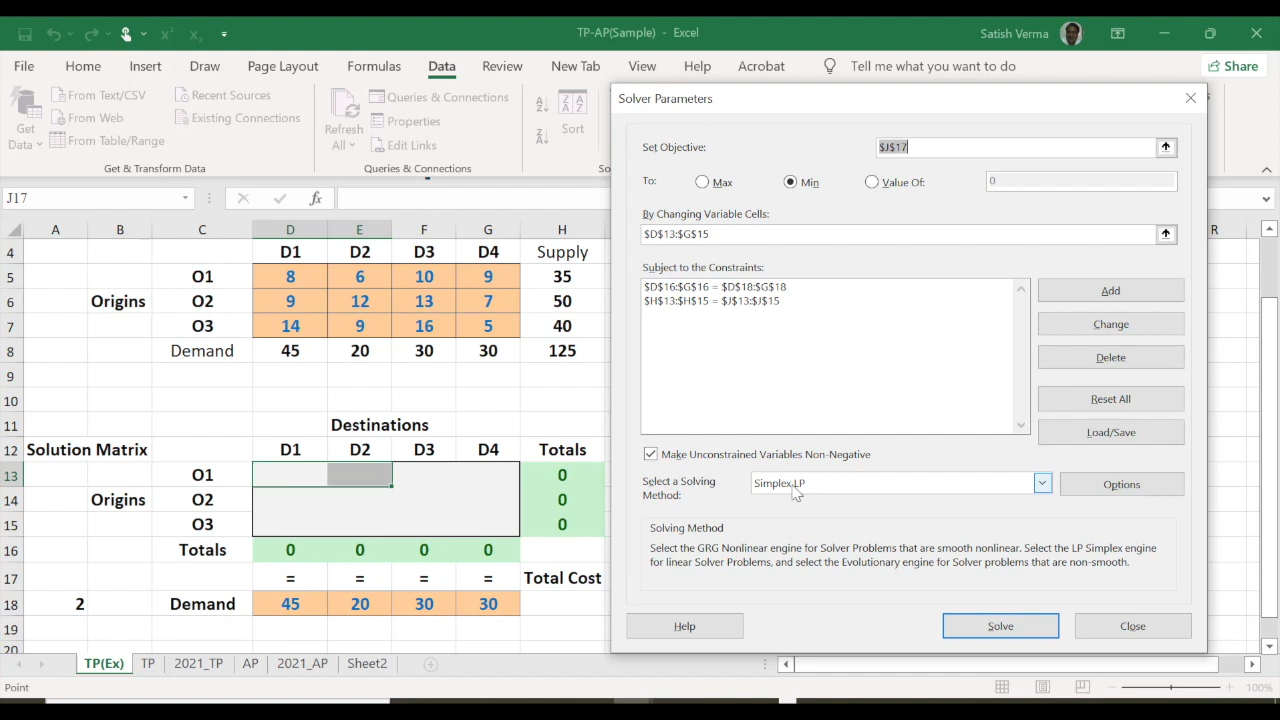 TP-AP(Sample) - Excel
Satish Verma
File Home Insert Draw Page Layout Formulas Data Review New Tab View Help Acrobat Tell me what you want to do Share
Get Data
From Text/CSV
From Web
From Table/Range
Recent Sources
Existing Connections
Get & Transform Data
Refresh All
Queries & Connections
Properties
Edit Links
Queries & Connections
Sort
So
J17
fx
A B C D E F G H R
4 D1 D2 D3 D4 Supply
5 O1 8 6 10 9 35
6 Origins O2 9 12 13 7 50
7 O3 14 9 16 5 40
8 Demand 45 20 30 30 125
9
10
11 Destinations
12 Solution Matrix D1 D2 D3 D4 Totals
13 O1 0
14 Origins O2 0
15 O3 0
16 Totals 0 0 0 0
17 = = = = Total Cost
18 2 Demand 45 20 30 30
19
20
TP(Ex) TP 2021_TP AP 2021_AP Sheet2
Point
100%
Solver Parameters
Set Objective: $J$17
To: Max Min Value Of: 0
By Changing Variable Cells:
$D$13:$G$15
Subject to the Constraints:
$D$16:$G$16 = $D$18:$G$18
$H$13:$H$15 = $J$13:$J$15
Add
Change
Delete
Reset All
Load/Save
Make Unconstrained Variables Non-Negative
Select a Solving Method: Simplex LP Options
Solving Method
Select the GRG Nonlinear engine for Solver Problems that are smooth nonlinear. Select the LP Simplex engine
for linear Solver Problems, and select the Evolutionary engine for Solver problems that are non-smooth.
Help Solve Close